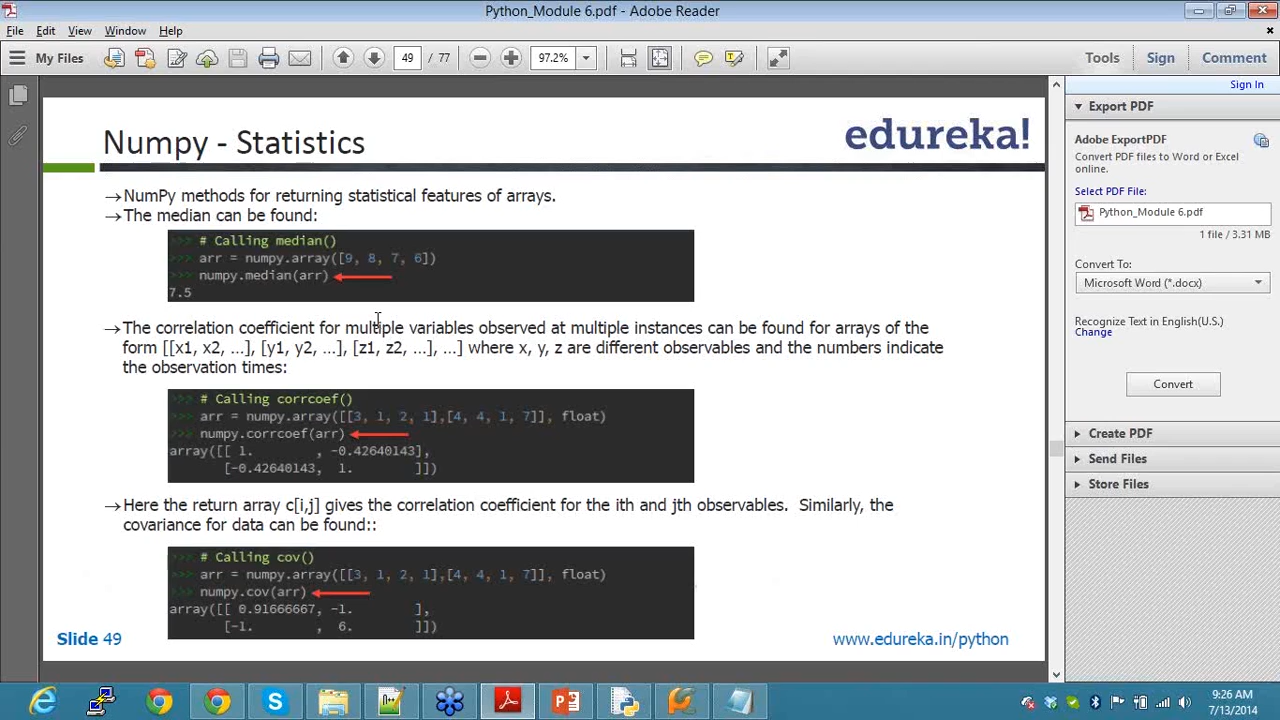 Python_Module 6.pdf - Adobe Reader
File Edit View Window Help
My Files 49 / 77 97.2% Tools Sign Comment
Sign In
Export PDF
Adobe ExportPDF
Convert PDF files to Word or Excel
online.
Select PDF File:
Python_Module 6.pdf
1 file / 3.31 MB
Convert To:
Microsoft Word (*.docx)
Recognize Text in English(U.S.)
Change
Convert
Create PDF
Send Files
Store Files
Numpy - Statistics
edureka!
→NumPy methods for returning statistical features of arrays.
→The median can be found:
>>> # Calling median()
>>> arr = numpy.array([9, 8, 7, 6])
>>> numpy.median(arr)
7.5
→The correlation coefficient for multiple variables observed at multiple instances can be found for arrays of the
form [[x1, x2, …], [y1, y2, …], [z1, z2, …], …] where x, y, z are different observables and the numbers indicate
the observation times:
>>> # Calling corrcoef()
>>> arr = numpy.array([[3, 1, 2, 1],[4, 4, 1, 7]], float)
>>> numpy.corrcoef(arr)
array([[ 1. , -0.42640143],
[-0.42640143, 1. ]])
→Here the return array c[i,j] gives the correlation coefficient for the ith and jth observables. Similarly, the
covariance for data can be found::
>>> # Calling cov()
>>> arr = numpy.array([[3, 1, 2, 1],[4, 4, 1, 7]], float)
>>> numpy.cov(arr)
array([[ 0.91666667, -1. ],
[-1. , 6. ]])
Slide 49
www.edureka.in/python
9:26 AM
7/13/2014